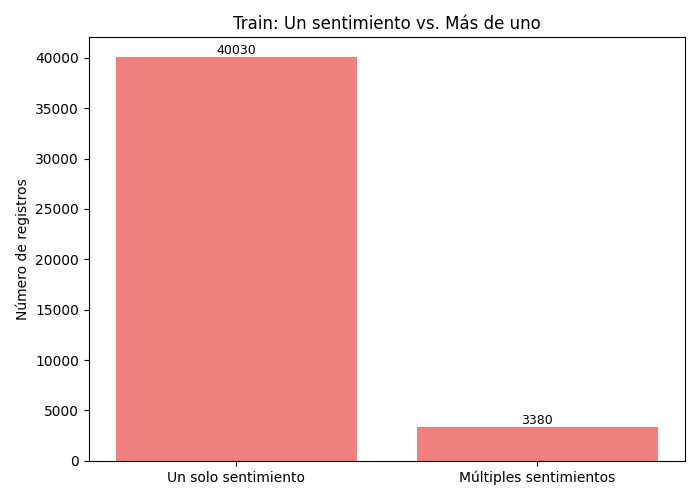 Train: Un sentimiento vs. Más de uno
40030
3380
Número de registros
40000
35000
30000
25000
20000
15000
10000
5000
0
Un solo sentimiento
Múltiples sentimientos